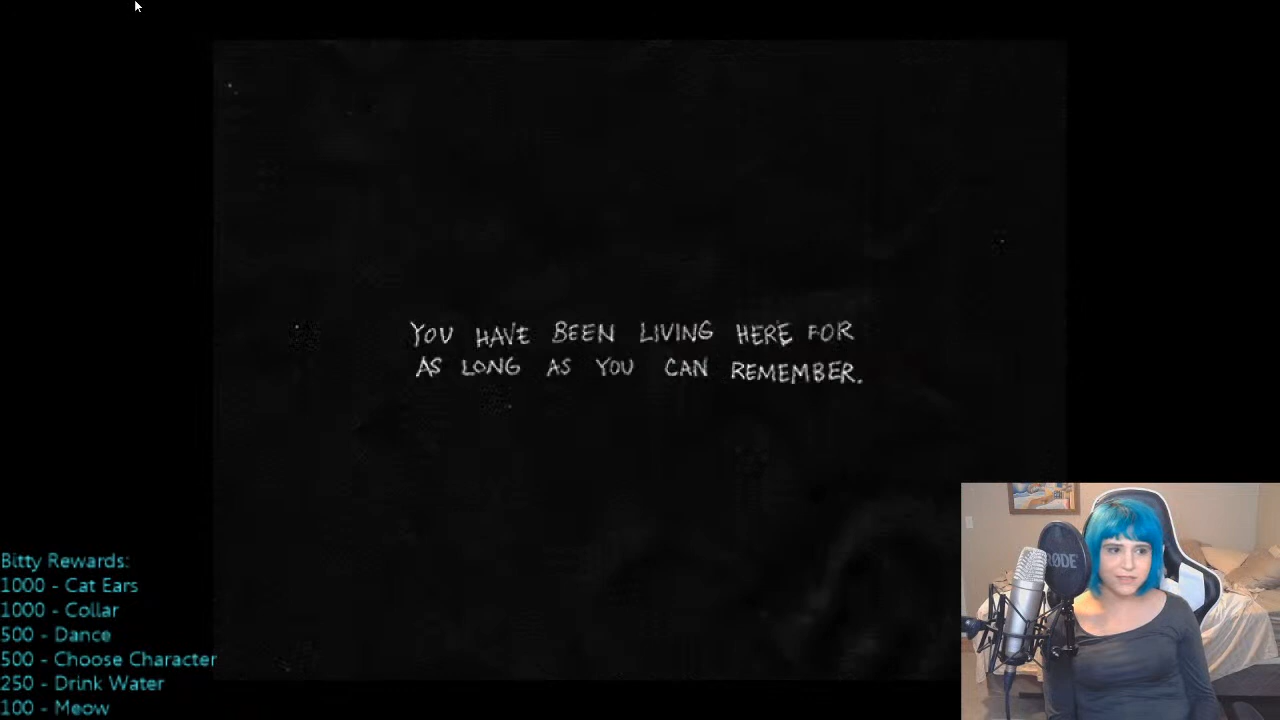 YOU HAVE BEEN LIVING HERE FOR
AS LONG AS YOU CAN REMEMBER.
Bitty Rewards:
1000 - Cat Ears
1000 - Collar
500 - Dance
500 - Choose Character
250 - Drink Water
100 - Meow
RØDE